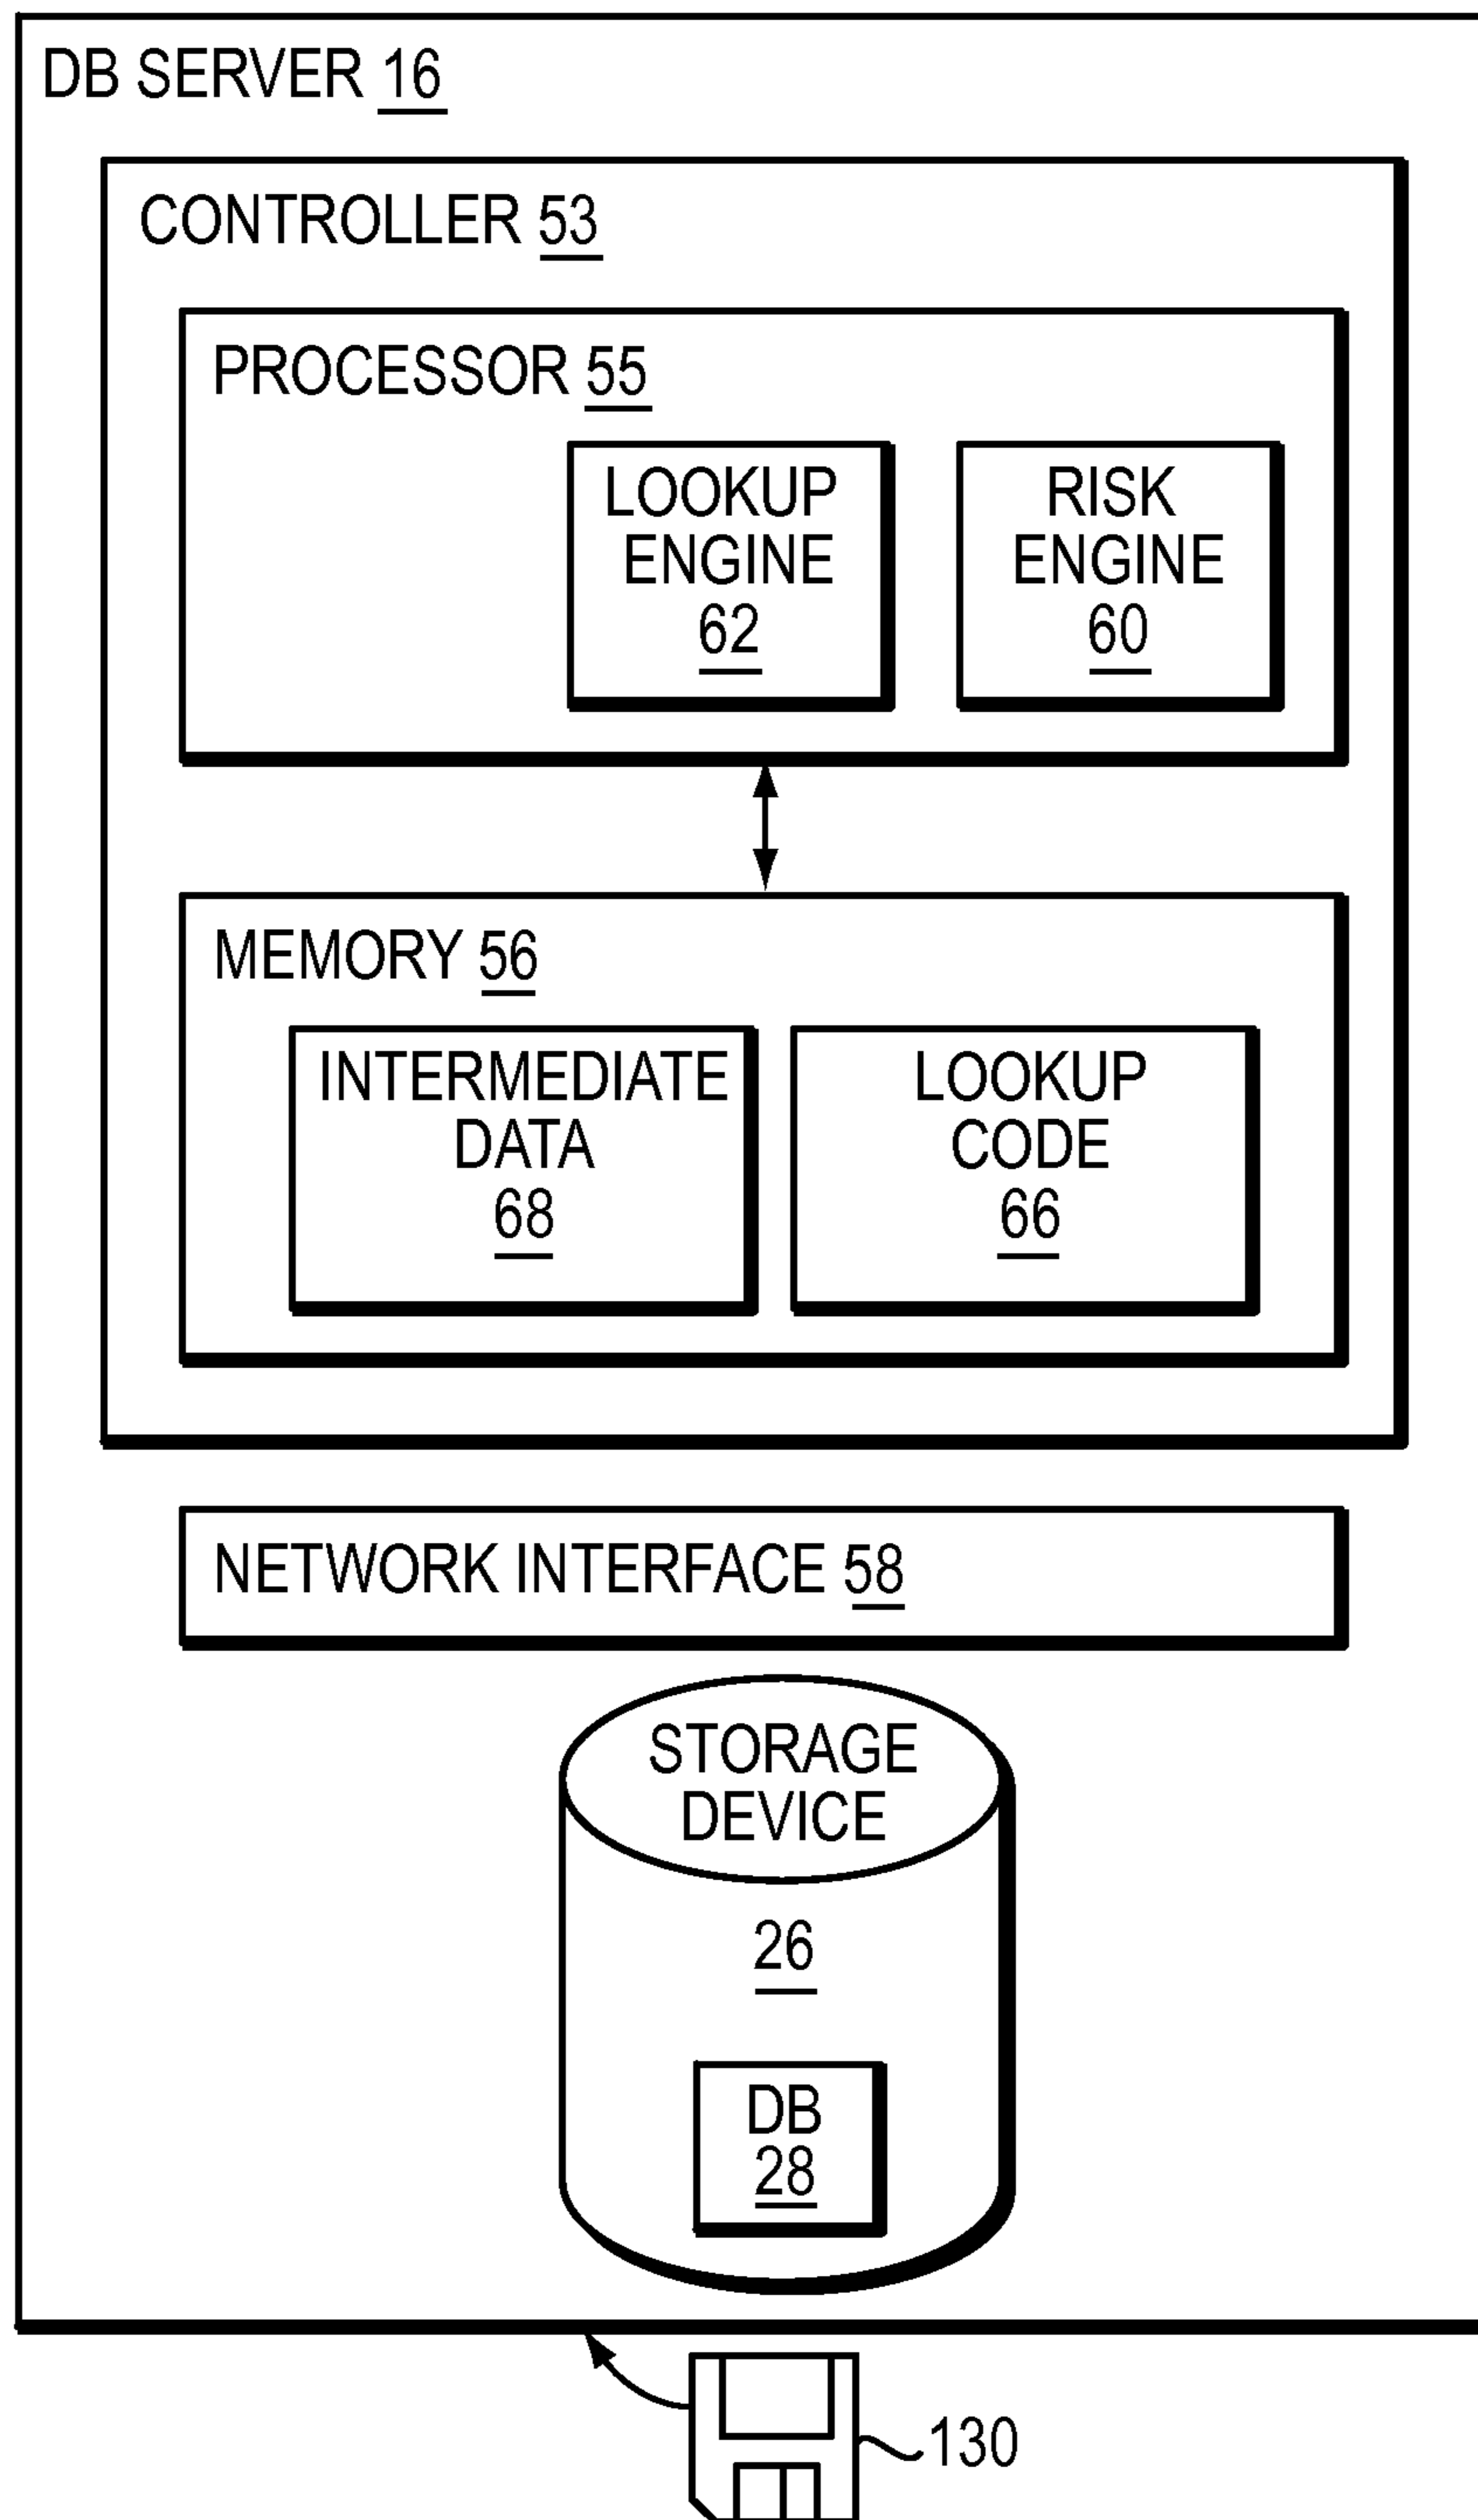 DB SERVER 16
CONTROLLER 53
PROCESSOR 55
LOOKUP
ENGINE
62
RISK
ENGINE
60
MEMORY 56
INTERMEDIATE
DATA
68
LOOKUP
CODE
66
NETWORK INTERFACE 58
STORAGE
DEVICE
26
DB
28
130